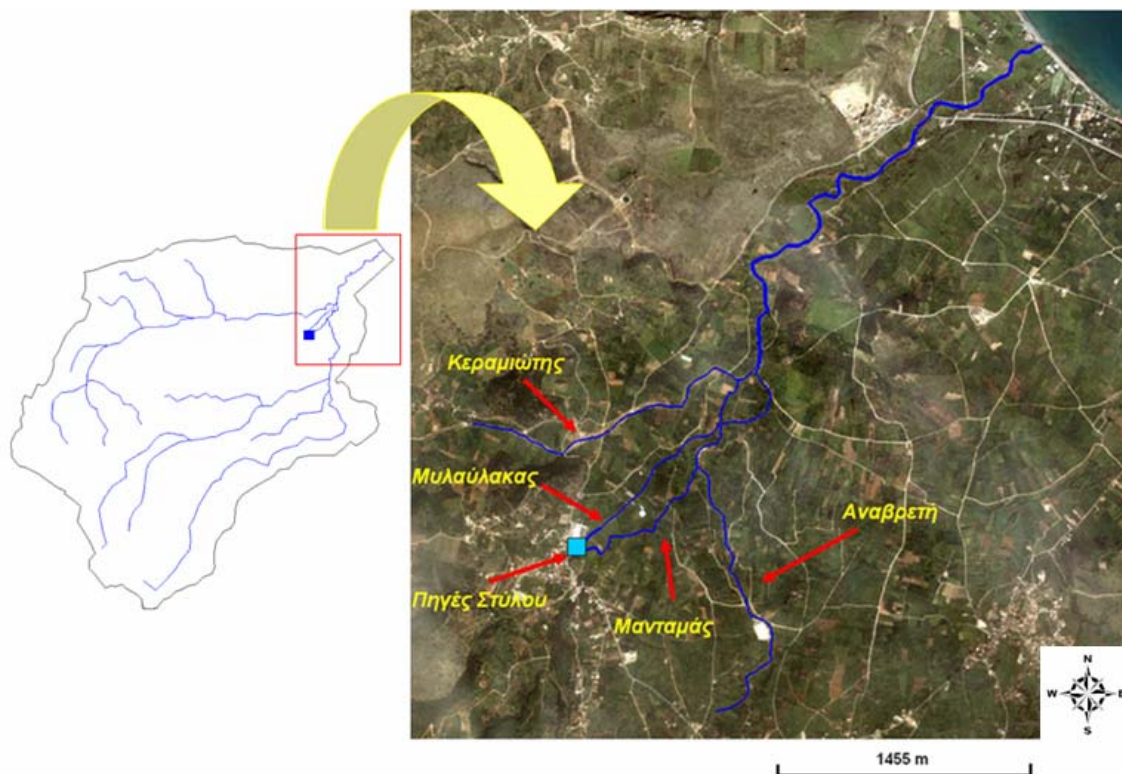 Κεραμιώτης
Μυλαύλακας
Αναβρετή
Πηγές Στύλου
Μανταμάς
N
W E
S
1455 m